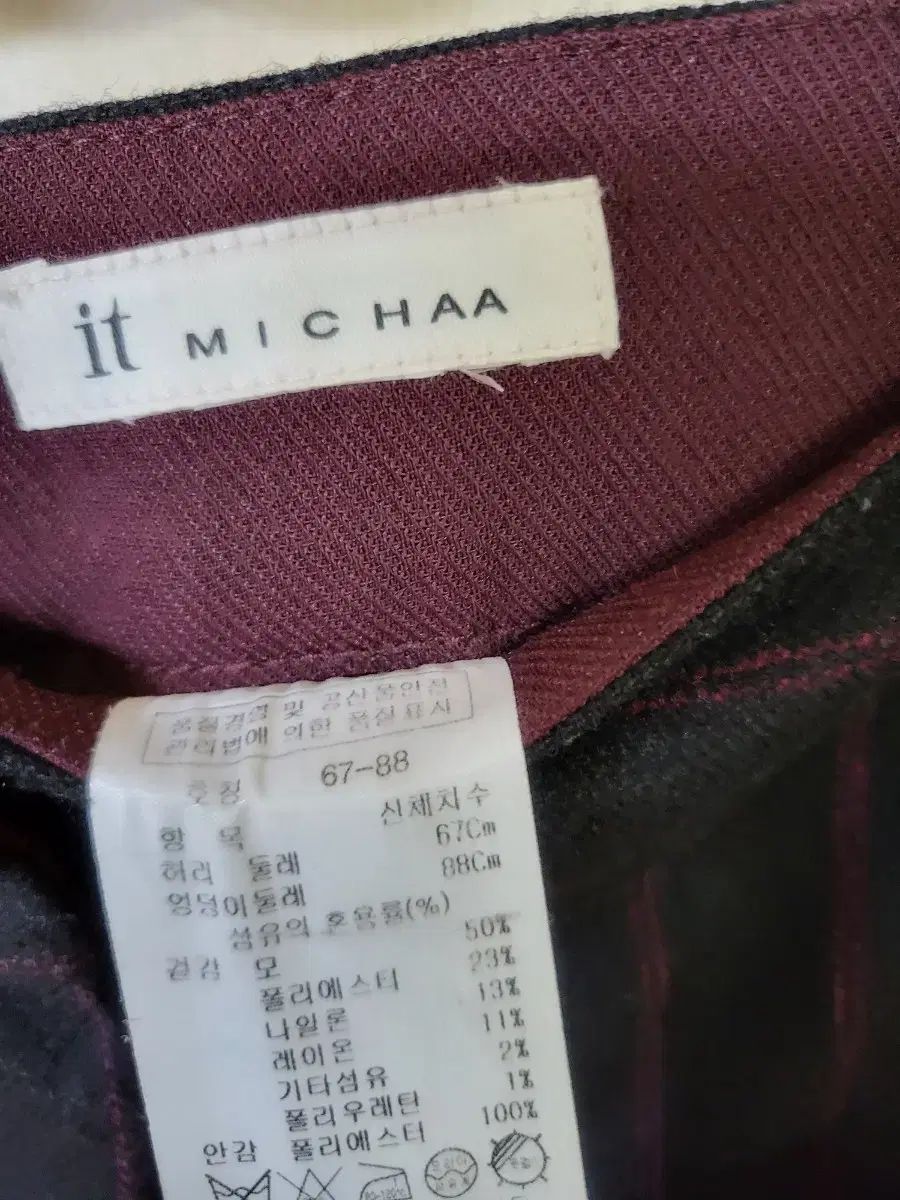 it MICHAA
품질경영 및 공산품안전
관리법에 의한 품질표시
호칭 67-88
항 목 신체치수
허리 둘레 67Cm
엉덩이둘레 88Cm
섬유의 혼용률(%)
겉감 모 50%
폴리에스터 23%
나일론 13%
레이온 11%
기타섬유 2%
폴리우레탄 1%
안감 폴리에스터 100%